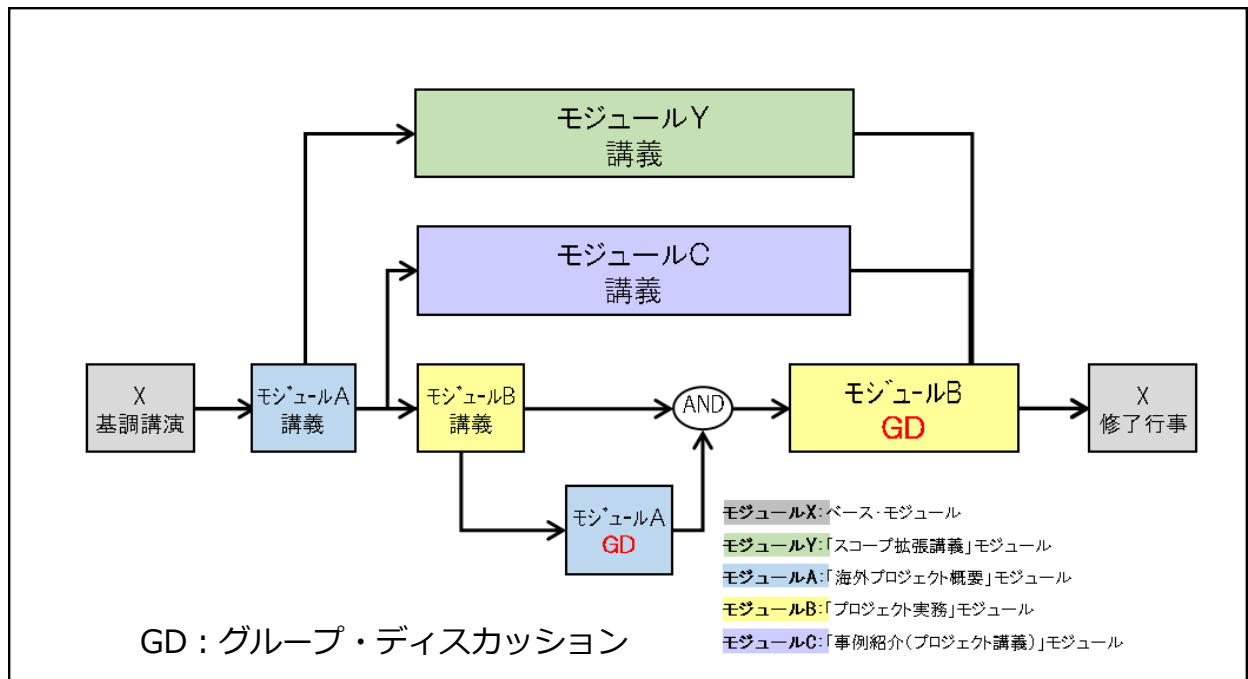 モジュールY
講義
モジュールC
講義
X
基調講演
モジュールA
講義
モジュールB
講義
AND
モジュールB
GD
X
修了行事
モジュールA
GD
モジュールX:ベース・モジュール
モジュールY:「スコープ拡張講義」モジュール
モジュールA:「海外プロジェクト概要」モジュール
モジュールB:「プロジェクト実務」モジュール
モジュールC:「事例紹介(プロジェクト講義)」モジュール
GD：グループ・ディスカッション